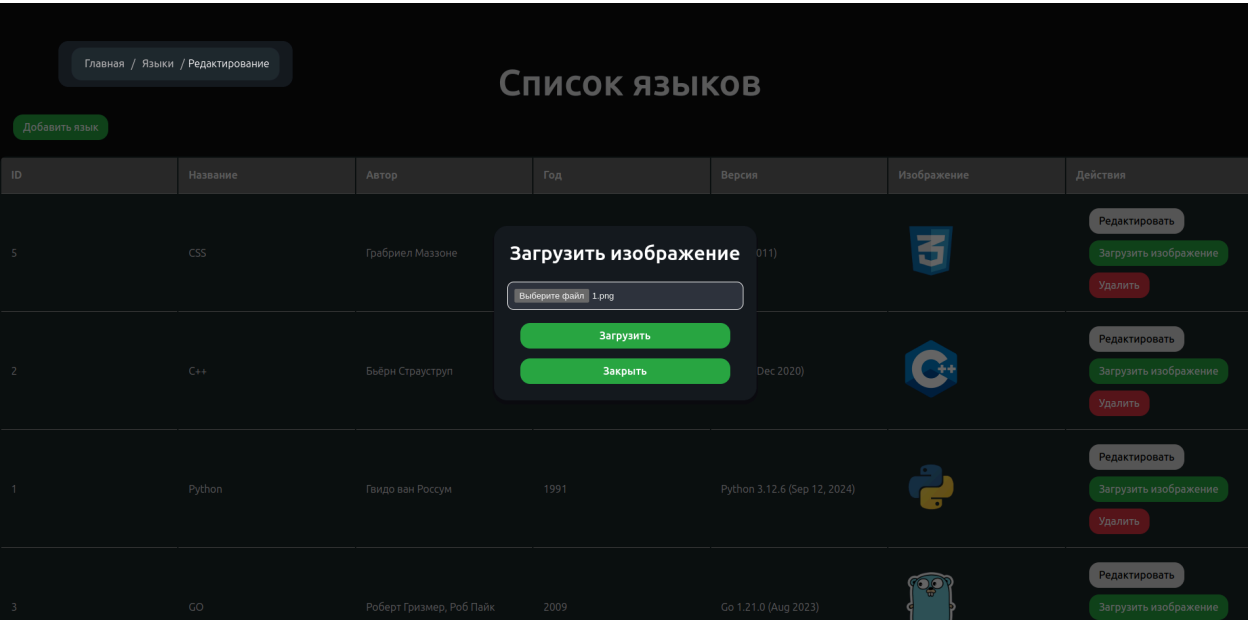 Главная / Языки / Редактирование
Список языков
Добавить язык
ID Название Автор Год Версия Изображение Действия
Редактировать
5 CSS Грабриел Маззоне 011) Загрузить изображение
Удалить
Загрузить изображение
Выберите файл 1.png
Загрузить
Закрыть
Редактировать
2 C++ Бьёрн Страуструп Dec 2020) Загрузить изображение
Удалить
Редактировать
1 Python Гвидо ван Россум 1991 Python 3.12.6 (Sep 12, 2024) Загрузить изображение
Удалить
Редактировать
3 GO Роберт Гризмер, Роб Пайк 2009 Go 1.21.0 (Aug 2023) Загрузить изображение